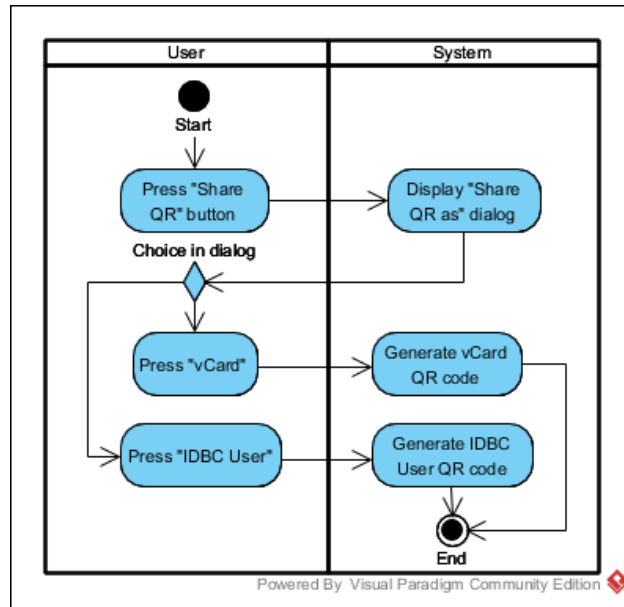 User
System
Start
Press "Share
QR" button
Display "Share
QR as" dialog
Choice in dialog
Press "vCard"
Generate vCard
QR code
Press "IDBC User"
Generate IDBC
User QR code
End
Powered By Visual Paradigm Community Edition